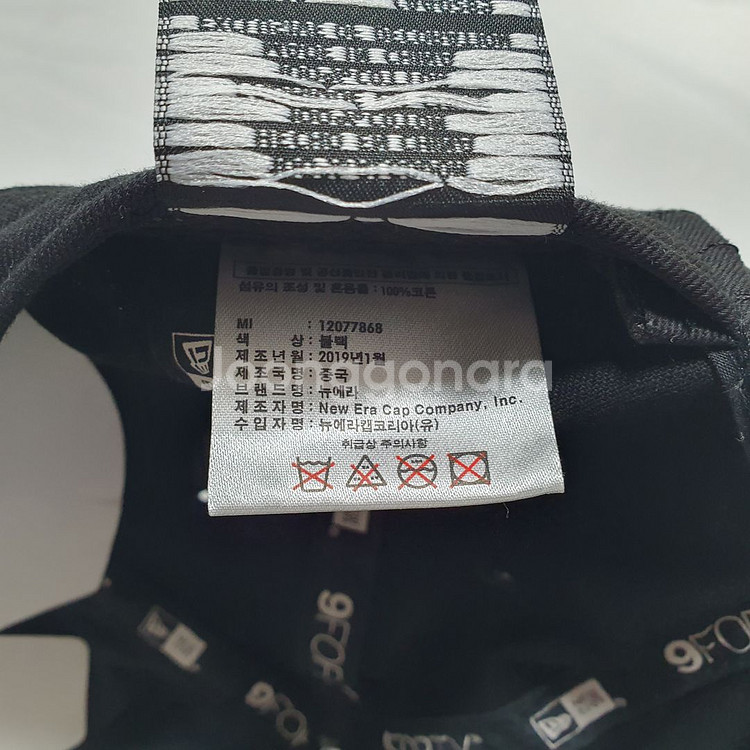 섬유의 조성 및 혼용률 : 100%코튼
MI : 12077868
색 상 : 블랙
제조년월 : 2019년1월
제조국명 : 중국
브랜드명 : 뉴에라
제조자명 : New Era Cap Company, Inc.
수입자명 : 뉴에라캡코리아(유)
취급상 주의사항
9FOR
9FOR
9FOR